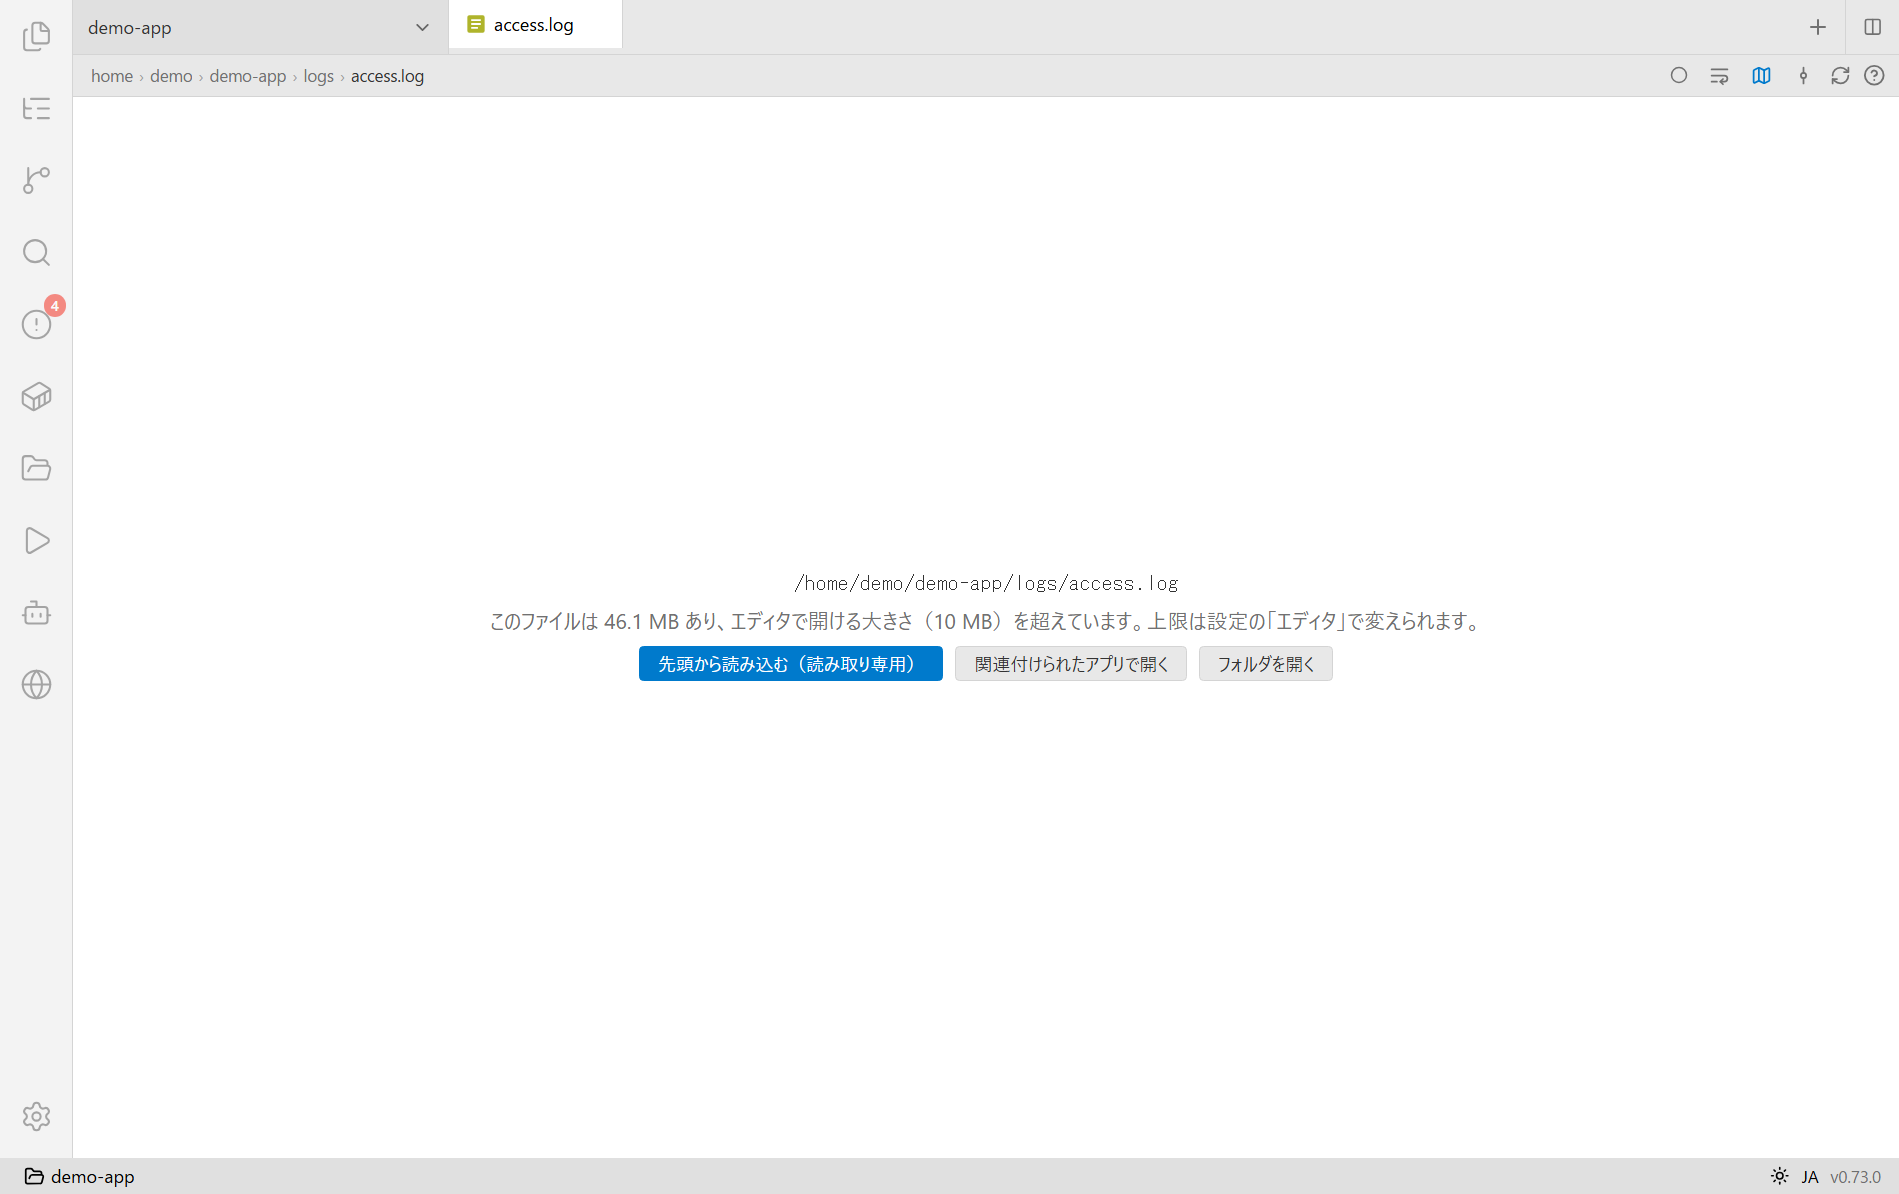 demo-app
access.log
home › demo › demo-app › logs › access.log
4
/home/demo/demo-app/logs/access.log
このファイルは 46.1 MB あり、エディタで開ける大きさ（10 MB）を超えています。上限は設定の「エディタ」で変えられます。
先頭から読み込む（読み取り専用）
関連付けられたアプリで開く
フォルダを開く
demo-app
JA
v0.73.0